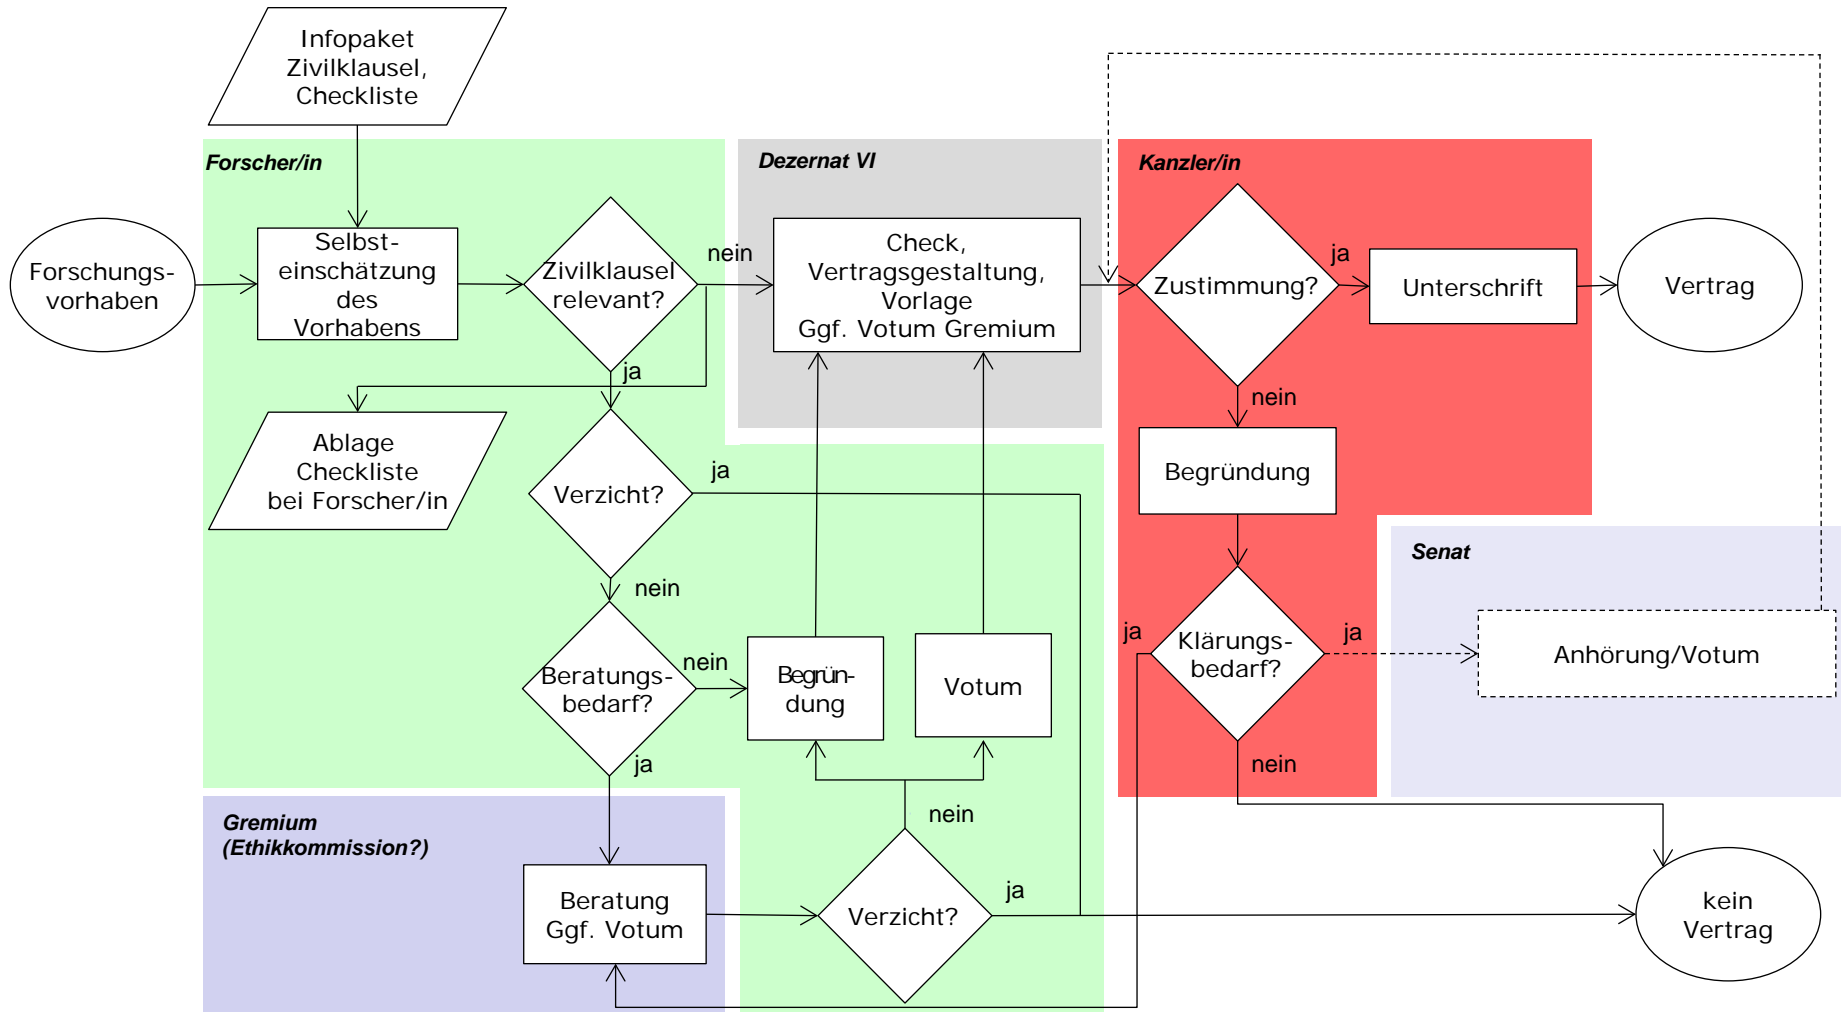 Infopaket
Zivilklausel,
Checkliste
Forscher/in
Dezernat VI
Kanzler/in
Forschungs-
vorhaben
Selbst-
einschätzung
des
Vorhabens
Zivilklausel
relevant?
nein
ja
Check,
Vertragsgestaltung,
Vorlage
Ggf. Votum Gremium
Zustimmung?
ja
nein
Unterschrift
Vertrag
Ablage
Checkliste
bei Forscher/in
Verzicht?
ja
nein
Begründung
Senat
Beratungs-
bedarf?
nein
ja
Begrün-
dung
Votum
ja
Klärungs-
bedarf?
ja
nein
Anhörung/Votum
Gremium
(Ethikkommission?)
Beratung
Ggf. Votum
nein
Verzicht?
ja
kein
Vertrag